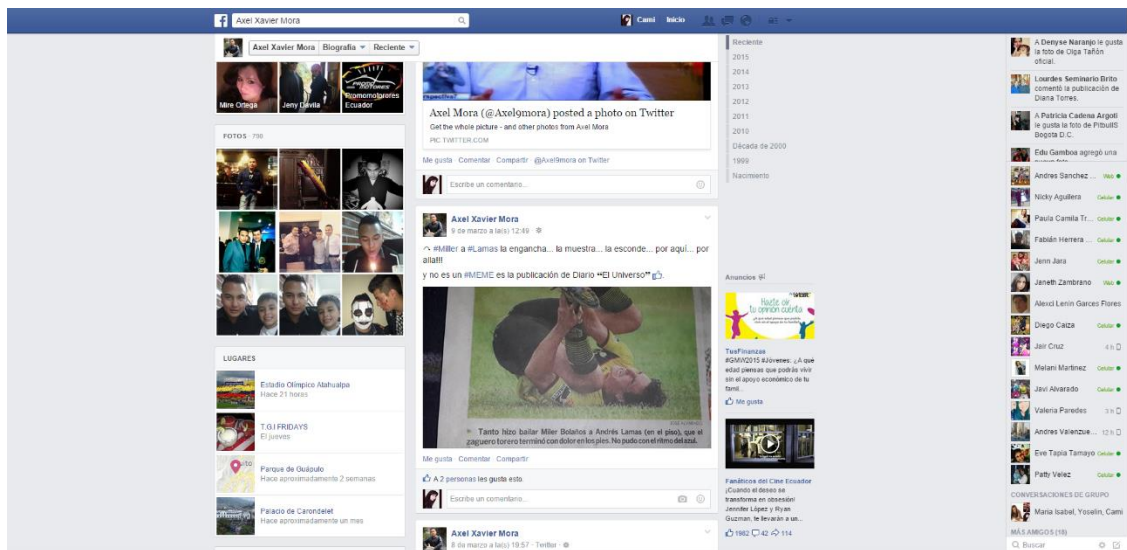 Axel Xavier Mora
Cami Inicio
Axel Xavier Mora Biografía Reciente
Mire Ortega
Jeny Dávila
Promomotorores
Ecuador
FOTOS · 798
LUGARES
Estadio Olímpico Atahualpa
Hace 21 horas
T.G.I FRIDAYS
El jueves
Parque de Guápulo
Hace aproximadamente 2 semanas
Palacio de Carondelet
Hace aproximadamente un mes
Axel Mora (@Axel9mora) posted a photo on Twitter
Get the whole picture - and other photos from Axel Mora
PIC.TWITTER.COM
Me gusta · Comentar · Compartir · @Axel9mora on Twitter
Escribe un comentario...
Axel Xavier Mora
9 de marzo a la(s) 12:49
#Miller a #Lamas la engancha... la muestra... la esconde... por aquí... por
alla!!!
y no es un #MEME es la publicación de Diario "El Universo"
Tanto hizo bailar Miler Bolaños a Andrés Lamas (en el piso), que el
zaguero torero terminó con dolor en los pies. No pudo con el ritmo del azul.
Me gusta · Comentar · Compartir
A 2 personas les gusta esto.
Escribe un comentario...
Axel Xavier Mora
8 de marzo a la(s) 19:57 · Twitter
Reciente
2015
2014
2013
2012
2011
2010
Década de 2000
1999
Nacimiento
Anuncios
Hazte oír,
tu opinión cuenta
TusFinanzas
#GMW2015 #Jóvenes: ¿A qué
edad piensas que podrás vivir
sin el apoyo económico de tu
famil...
Me gusta
Fanáticos del Cine Ecuador
¡Cuando el deseo se
transforma en obsesión!
Jennifer López y Ryan
Guzman, te llevarán a un...
1982 42 114
A Denyse Naranjo le gusta
la foto de Olga Tañón
oficial.
Lourdes Seminario Brito
comentó la publicación de
Diana Torres.
A Patricia Cadena Argoti
le gusta la foto de PitbullS
Bogota D.C.
Edu Gamboa agregó una
Andres Sanchez ... Web
Nicky Aguilera Celular
Paula Camila Tr... Celular
Fabián Herrera ... Celular
Jenn Jara Celular
Janeth Zambrano Web
Alexci Lenin Garces Flores
Diego Caiza Celular
Jair Cruz 4 h
Melani Martinez Celular
Javi Alvarado Celular
Valeria Paredes 3 h
Andres Valenzue... 12 h
Eve Tapia Tamayo Celular
Patty Velez Celular
CONVERSACIONES DE GRUPO
Maria Isabel, Yoselin, Cami
MÁS AMIGOS (18)
Buscar